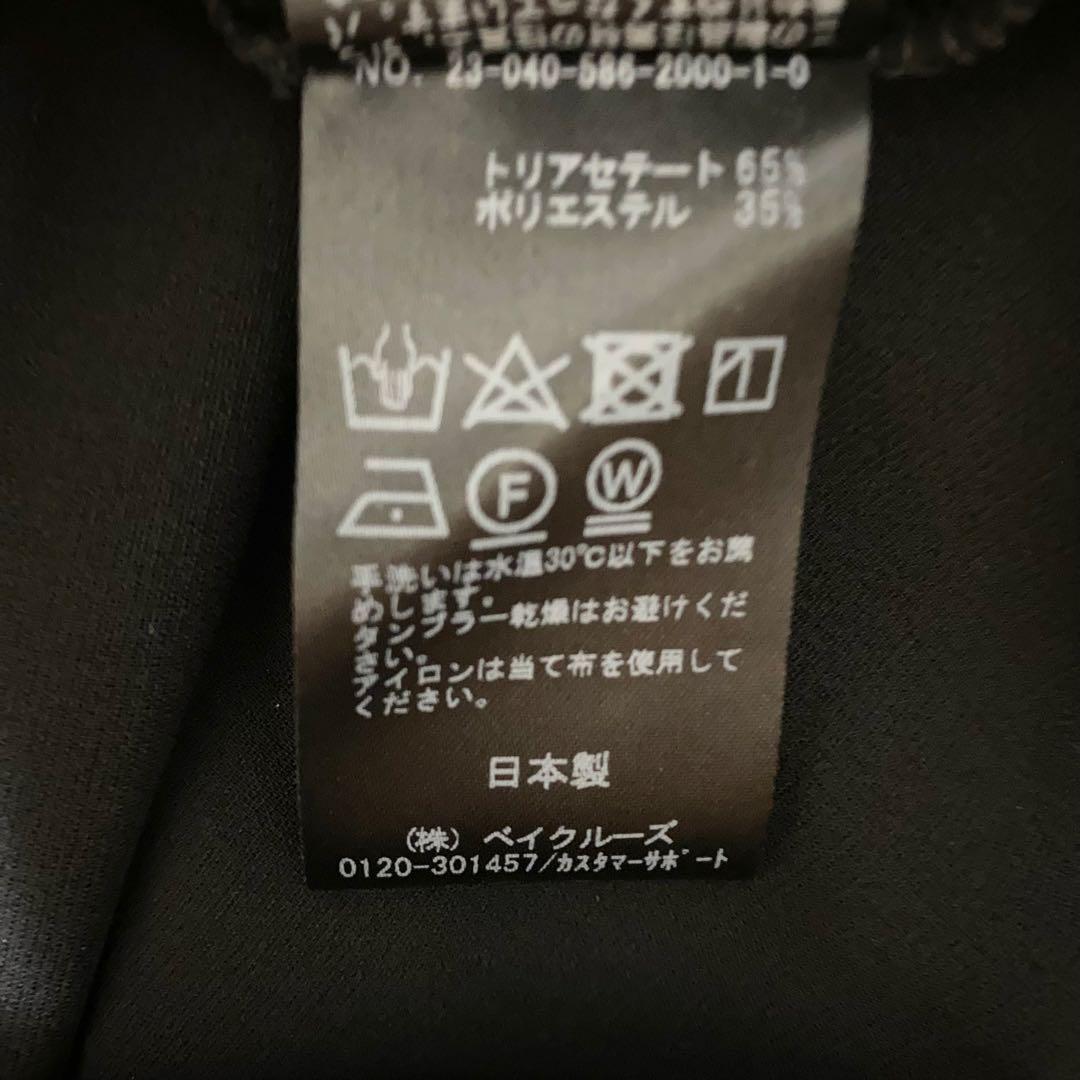 NO. 23-040-586-2000-1-0
トリアセテート 65%
ポリエステル 35%
F
W
手洗いは水温30℃以下をお薦
めします。
タンブラー乾燥はお避けくだ
さい。
アイロンは当て布を使用して
ください。
日本製
(株) ベイクルーズ
0120-301457/カスタマーサポート